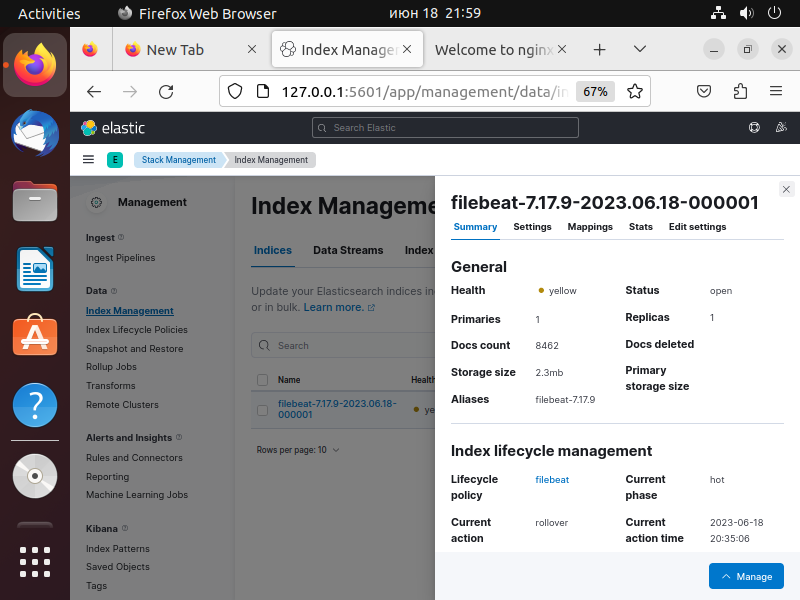 Activities
Firefox Web Browser
июн 18 21:59
New Tab
Index Manage
Welcome to nginx
127.0.0.1:5601/app/management/data/in
67%
elastic
Search Elastic
E
Stack Management
Index Management
Management
Ingest
Ingest Pipelines
Data
Index Management
Index Lifecycle Policies
Snapshot and Restore
Rollup Jobs
Transforms
Remote Clusters
Alerts and Insights
Rules and Connectors
Reporting
Machine Learning Jobs
Kibana
Index Patterns
Saved Objects
Tags
Index Manageme
Indices Data Streams Index
Update your Elasticsearch indices in
or in bulk. Learn more.
Search
Name Health
filebeat-7.17.9-2023.06.18-
000001
ye
Rows per page: 10
filebeat-7.17.9-2023.06.18-000001
Summary Settings Mappings Stats Edit settings
General
Health yellow Status open
Primaries 1 Replicas 1
Docs count 8462 Docs deleted
Storage size 2.3mb Primary
storage size
Aliases filebeat-7.17.9
Index lifecycle management
Lifecycle
policy
filebeat
Current
phase
hot
Current
action
rollover
Current
action time
2023-06-18
20:35:06
Manage